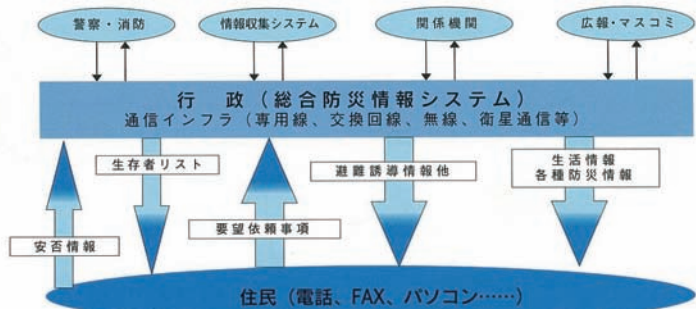 警察・消防
情報収集システム
関係機関
広報・マスコミ
行 政（総合防災情報システム）
通信インフラ（専用線、交換回線、無線、衛星通信等）
生存者リスト
避難誘導情報他
生活情報
各種防災情報
安否情報
要望依頼事項
住民（電話、FAX、パソコン……）